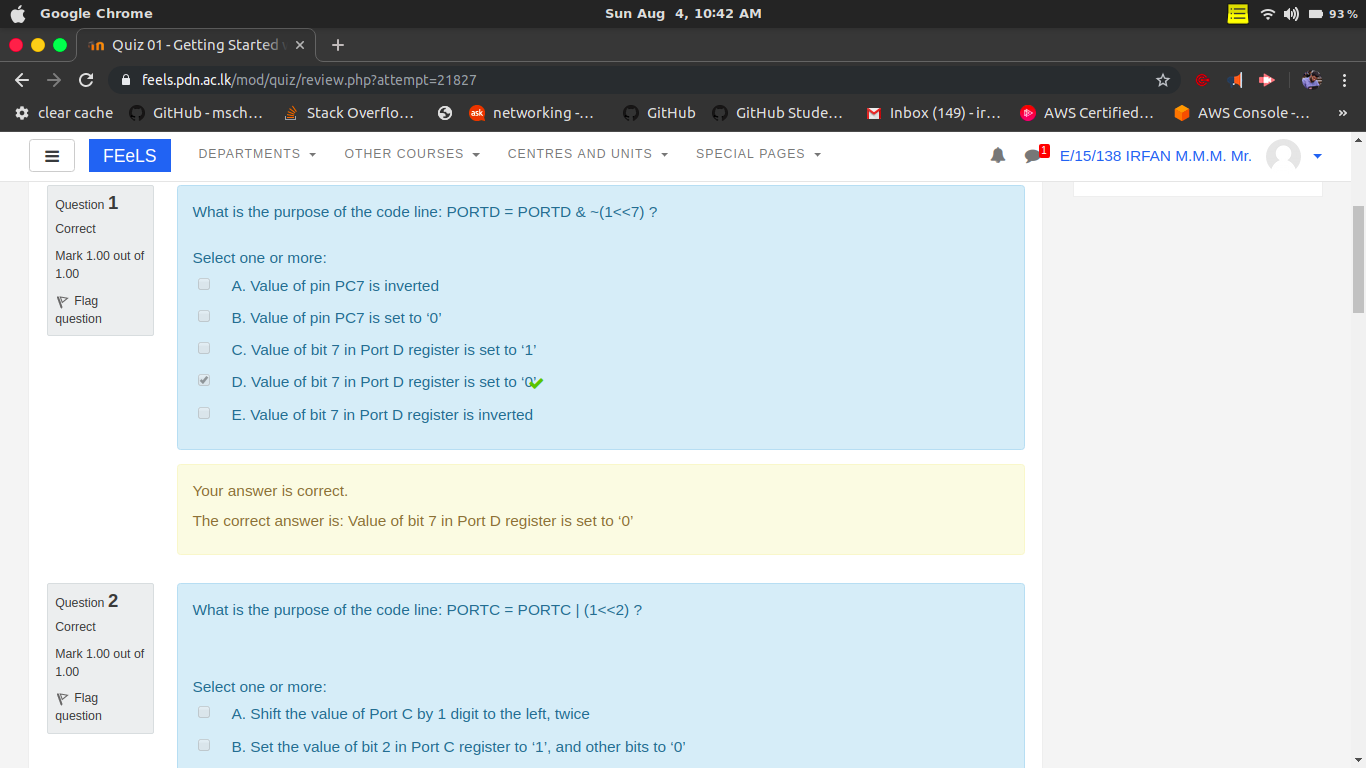 Google Chrome
Sun Aug 4, 10:42 AM
93%
Quiz 01 - Getting Started
feels.pdn.ac.lk/mod/quiz/review.php?attempt=21827
clear cache
GitHub - msch...
Stack Overflo...
ask
networking -...
GitHub
GitHub Stude...
Inbox (149) - ir...
AWS Certified...
AWS Console -...
»
FEeLS
DEPARTMENTS
OTHER COURSES
CENTRES AND UNITS
SPECIAL PAGES
1
E/15/138 IRFAN M.M.M. Mr.
Question 1
Correct
Mark 1.00 out of
1.00
Flag
question
What is the purpose of the code line: PORTD = PORTD & ~(1<<7) ?
Select one or more:
A. Value of pin PC7 is inverted
B. Value of pin PC7 is set to ‘0’
C. Value of bit 7 in Port D register is set to ‘1’
D. Value of bit 7 in Port D register is set to ‘0’
E. Value of bit 7 in Port D register is inverted
Your answer is correct.
The correct answer is: Value of bit 7 in Port D register is set to ‘0’
Question 2
Correct
Mark 1.00 out of
1.00
Flag
question
What is the purpose of the code line: PORTC = PORTC | (1<<2) ?
Select one or more:
A. Shift the value of Port C by 1 digit to the left, twice
B. Set the value of bit 2 in Port C register to ‘1’, and other bits to ‘0’